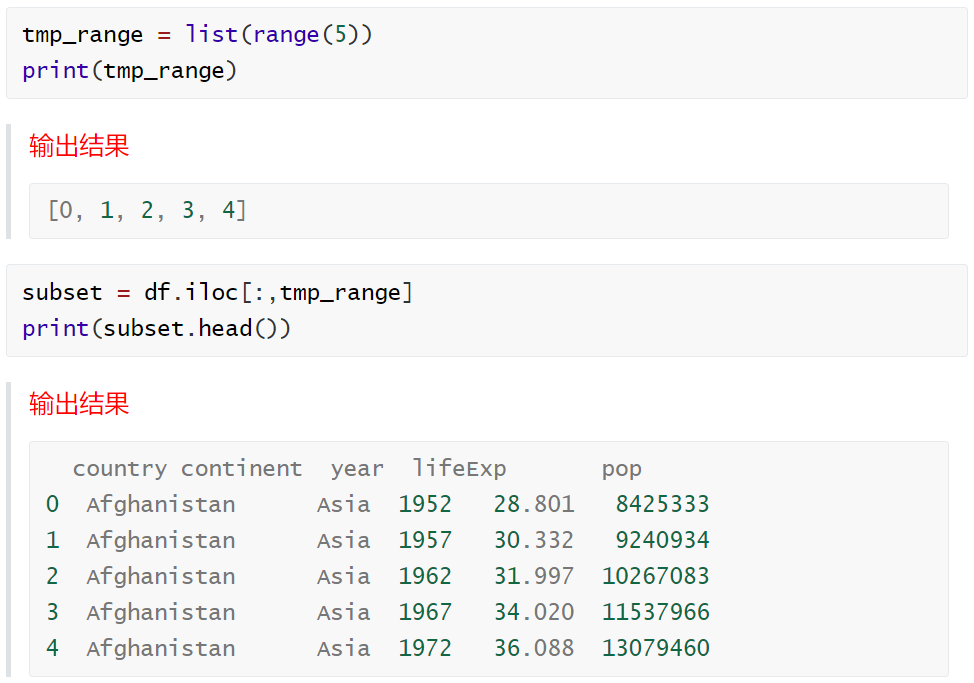 tmp_range = list(range(5))
print(tmp_range)
输出结果
[0, 1, 2, 3, 4]
subset = df.iloc[:,tmp_range]
print(subset.head())
输出结果
country continent year lifeExp pop
0 Afghanistan Asia 1952 28.801 8425333
1 Afghanistan Asia 1957 30.332 9240934
2 Afghanistan Asia 1962 31.997 10267083
3 Afghanistan Asia 1967 34.020 11537966
4 Afghanistan Asia 1972 36.088 13079460